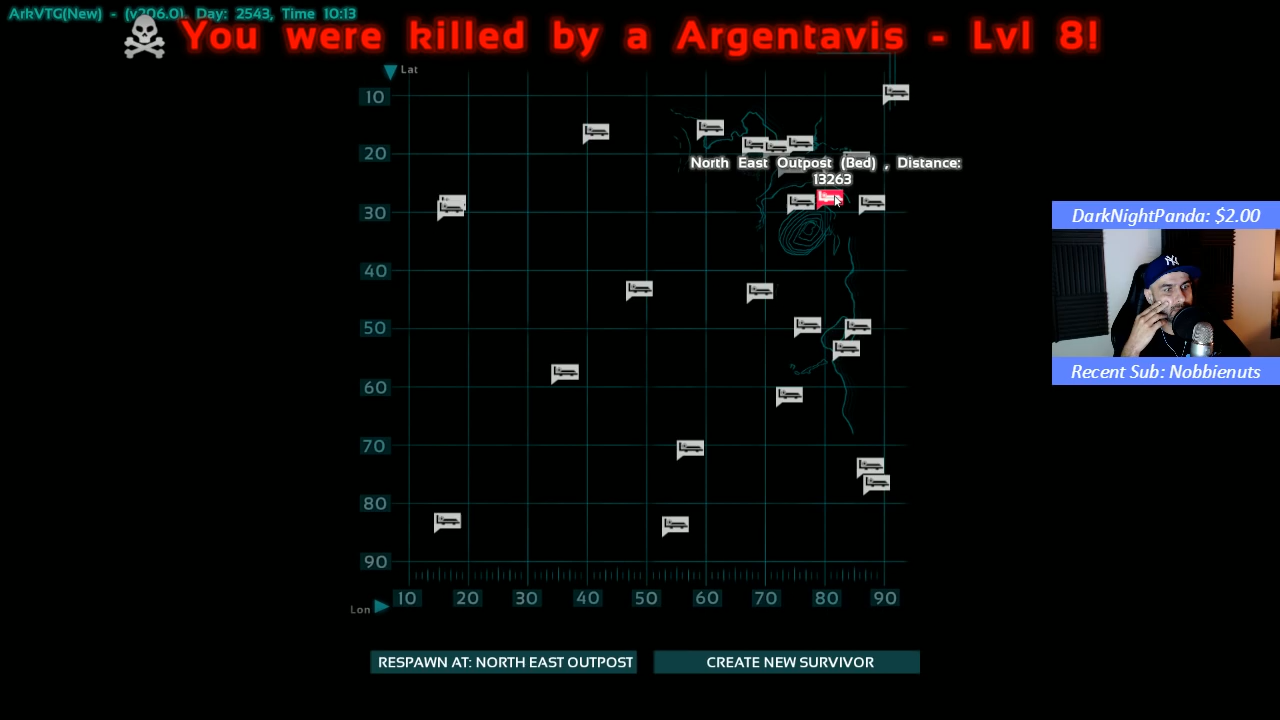 ArkVTG(New) - (v206.0). Day: 2543, Time 10:13
You were killed by a Argentavis - Lvl 8!
Lat
10
20
North East Outpost (Bed) , Distance:
13263
30
40
50
60
70
80
90
Lon
10 20 30 40 50 60 70 80 90
RESPAWN AT: NORTH EAST OUTPOST
CREATE NEW SURVIVOR
DarkNightPanda: $2.00
NY
Recent Sub: Nobbienuts